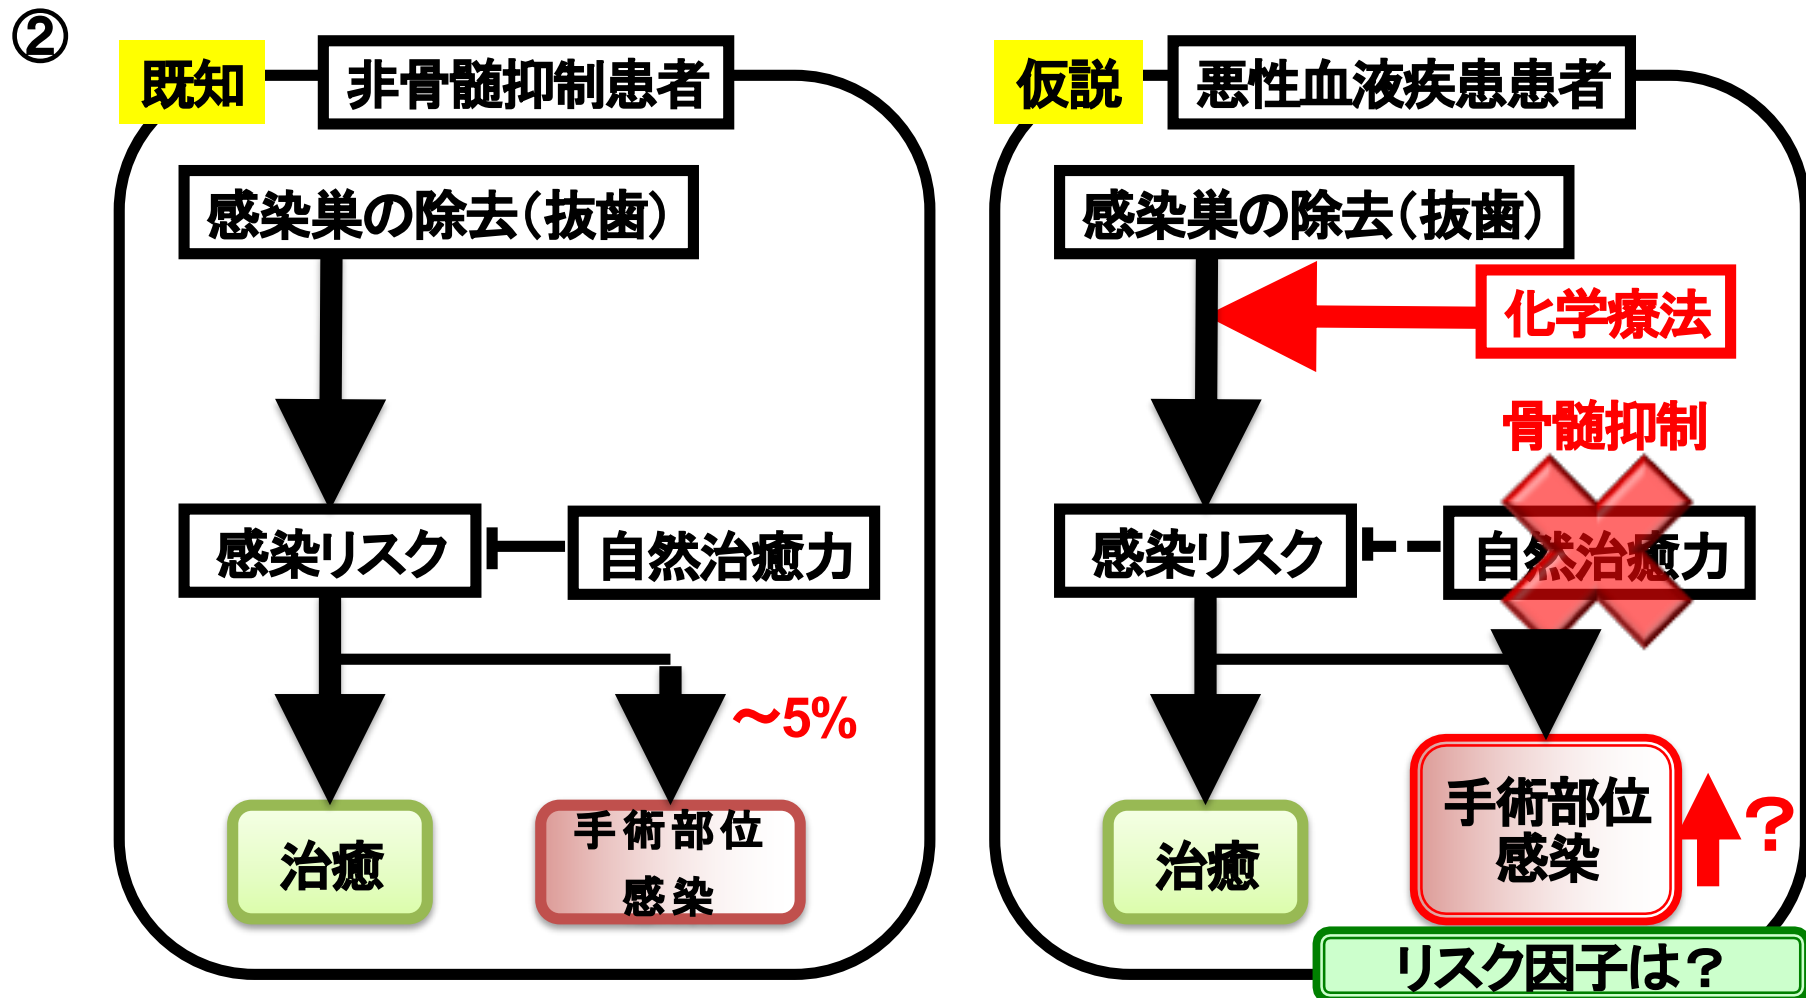 ②
既知
非骨髄抑制患者
感染巣の除去（抜歯）
感染リスク
自然治癒力
～5%
治癒
手術部位
感染
仮説
悪性血液疾患患者
感染巣の除去（抜歯）
化学療法
骨髄抑制
感染リスク
自然治癒力
治癒
手術部位
感染
？
リスク因子は？